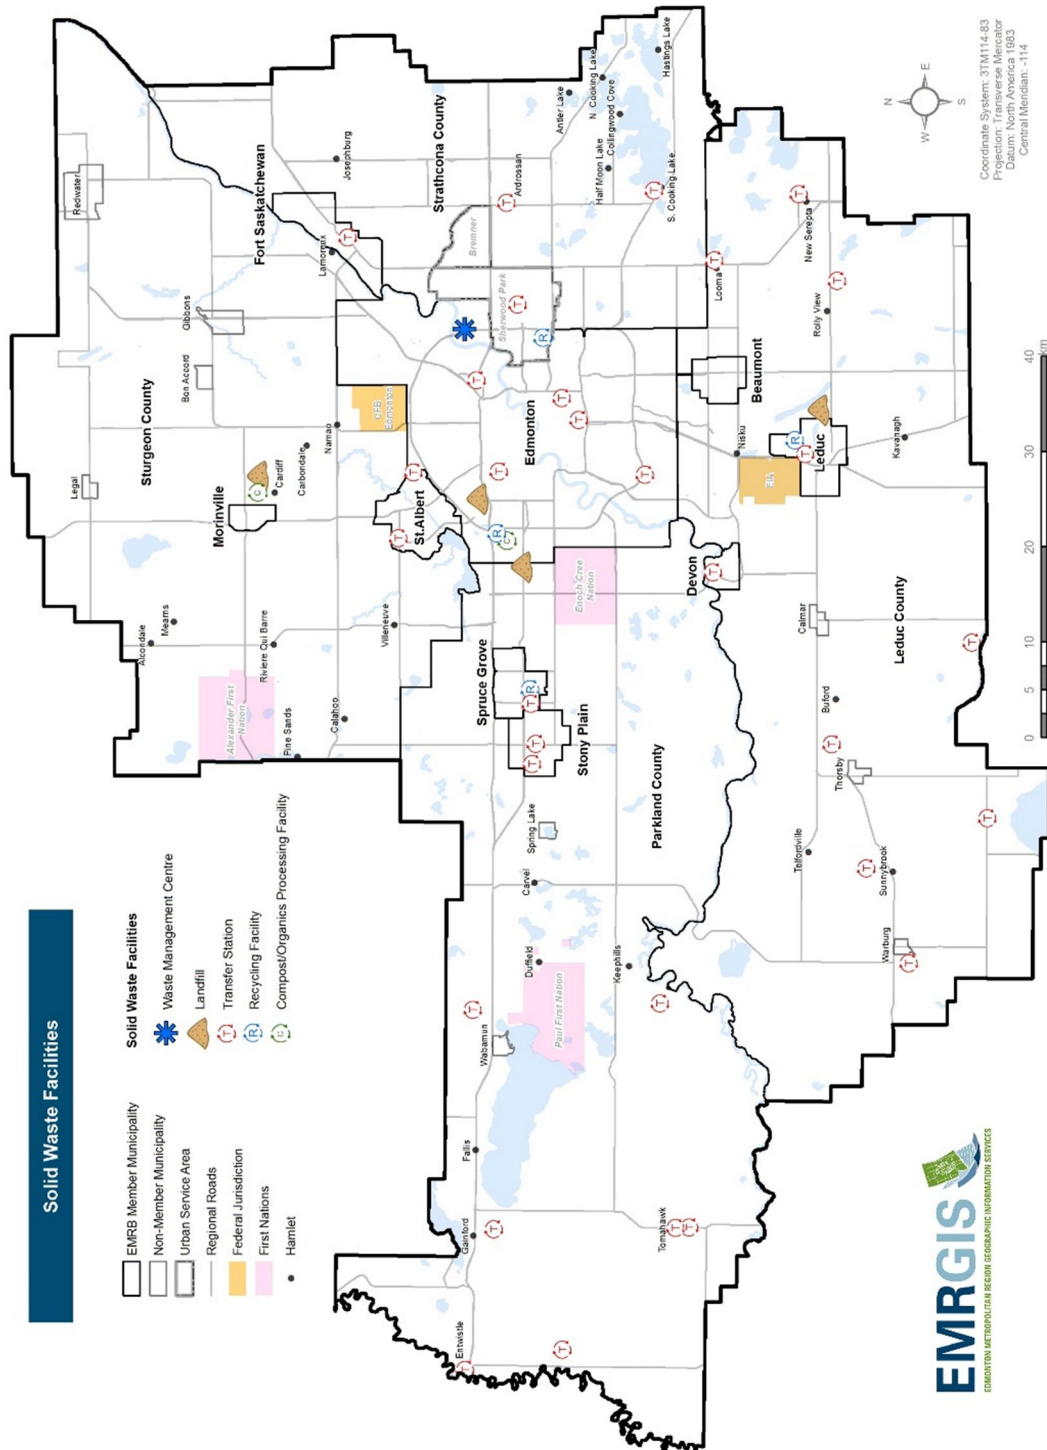 Solid Waste Facilities
EMRB Member Municipality
Non-Member Municipality
Urban Service Area
Regional Roads
Federal Jurisdiction
First Nations
Hamlet
Solid Waste Facilities
Waste Management Centre
Landfill
T Transfer Station
R Recycling Facility
C Compost/Organics Processing Facility
Redwater
Legal
Sturgeon County
Alcondale
Mearns
Bon Accord
Gibbons
Alexander First
Nation
Riviere Qui Barre
Morinville
Cardiff
Carbondale
Fort Saskatchewan
Pine Sands
Calahoo
Namao
Lamoreux
Josephburg
Villeneuve
St.Albert
CFB
Edmonton
Strathcona County
Bremner
Entwistle
Gainford
Fallis
Wabamun
Spruce Grove
Sherwood Park
Ardrossan
Edmonton
Duffield
Carvel
Spring Lake
Stony Plain
Enoch Cree
Nation
Antler Lake
N. Cooking Lake
Half Moon Lake
Collingwood Cove
Hastings Lake
Paul First Nation
Keephills
Parkland County
S. Cooking Lake
Tomahawk
Devon
Looma
Nisku
Beaumont
EIA
New Serepta
Telfordville
Calmar
Leduc
Rolly View
Buford
Thorsby
Sunnybrook
Warburg
Leduc County
Kavanagh
N
W
E
S
0
5
10
20
30
40
km
Coordinate System: 3TM114-83
Projection: Transverse Mercator
Datum: North America 1983
Central Meridian: -114
EMRGIS
EDMONTON METROPOLITAN REGION GEOGRAPHIC INFORMATION SERVICES